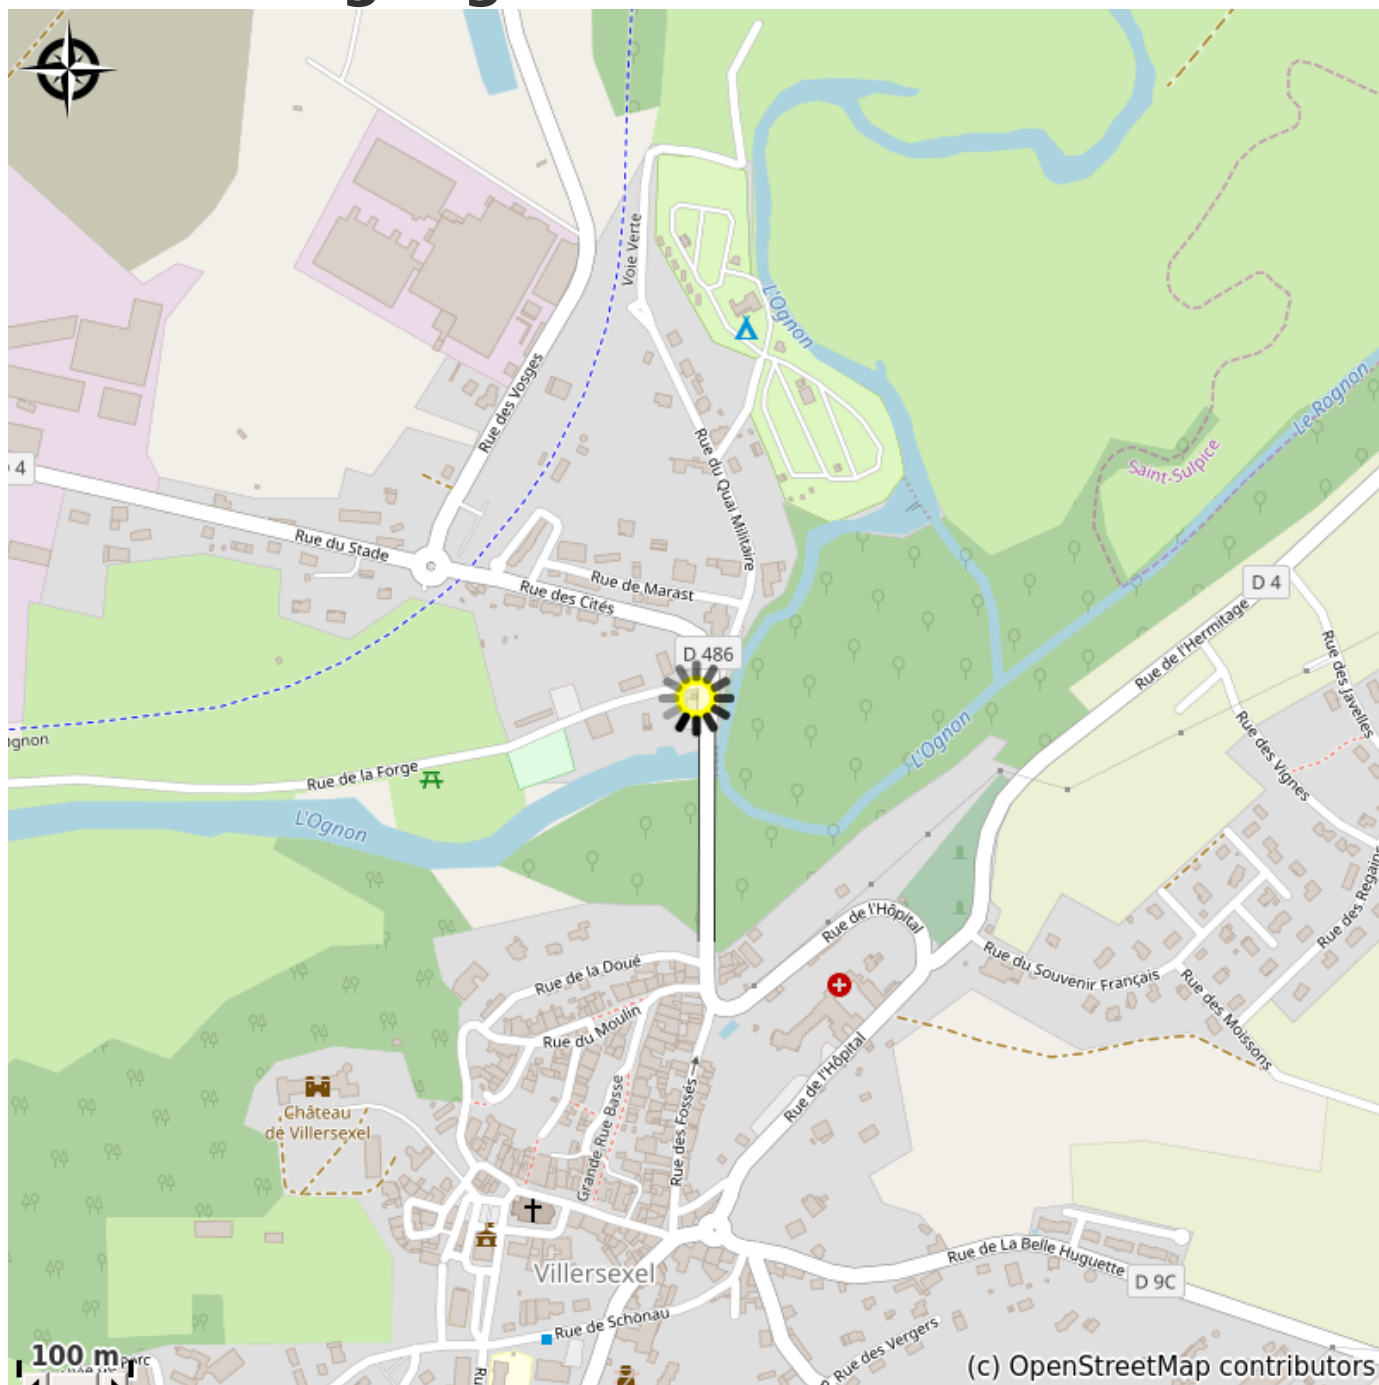 Voie Verte
L'Ognon
Rue des Vosges
Le Rognon
Saint-Sulpice
4
Rue du Quai Militaire
Rue du Stade
Rue de Marast
Rue des Cités
D 4
Rue de l'Hermitage
D 486
Rue des Javelles
Rue des Vignes
L'Ognon
Rue de la Forge
L'Ognon
Rue des Regains
Rue de l'Hôpital
Rue du Souvenir Français
Rue de la Doué
Rue des Moissons
Rue du Moulin
Rue de l'Hôpital
Château
de Villersexel
Grande Rue Basse
Rue des Fossés
Rue de La Belle Huguette
Villersexel
D 9C
Rue de Schönau
Rue des Vergers
100 m
Ru
(c) OpenStreetMap contributors